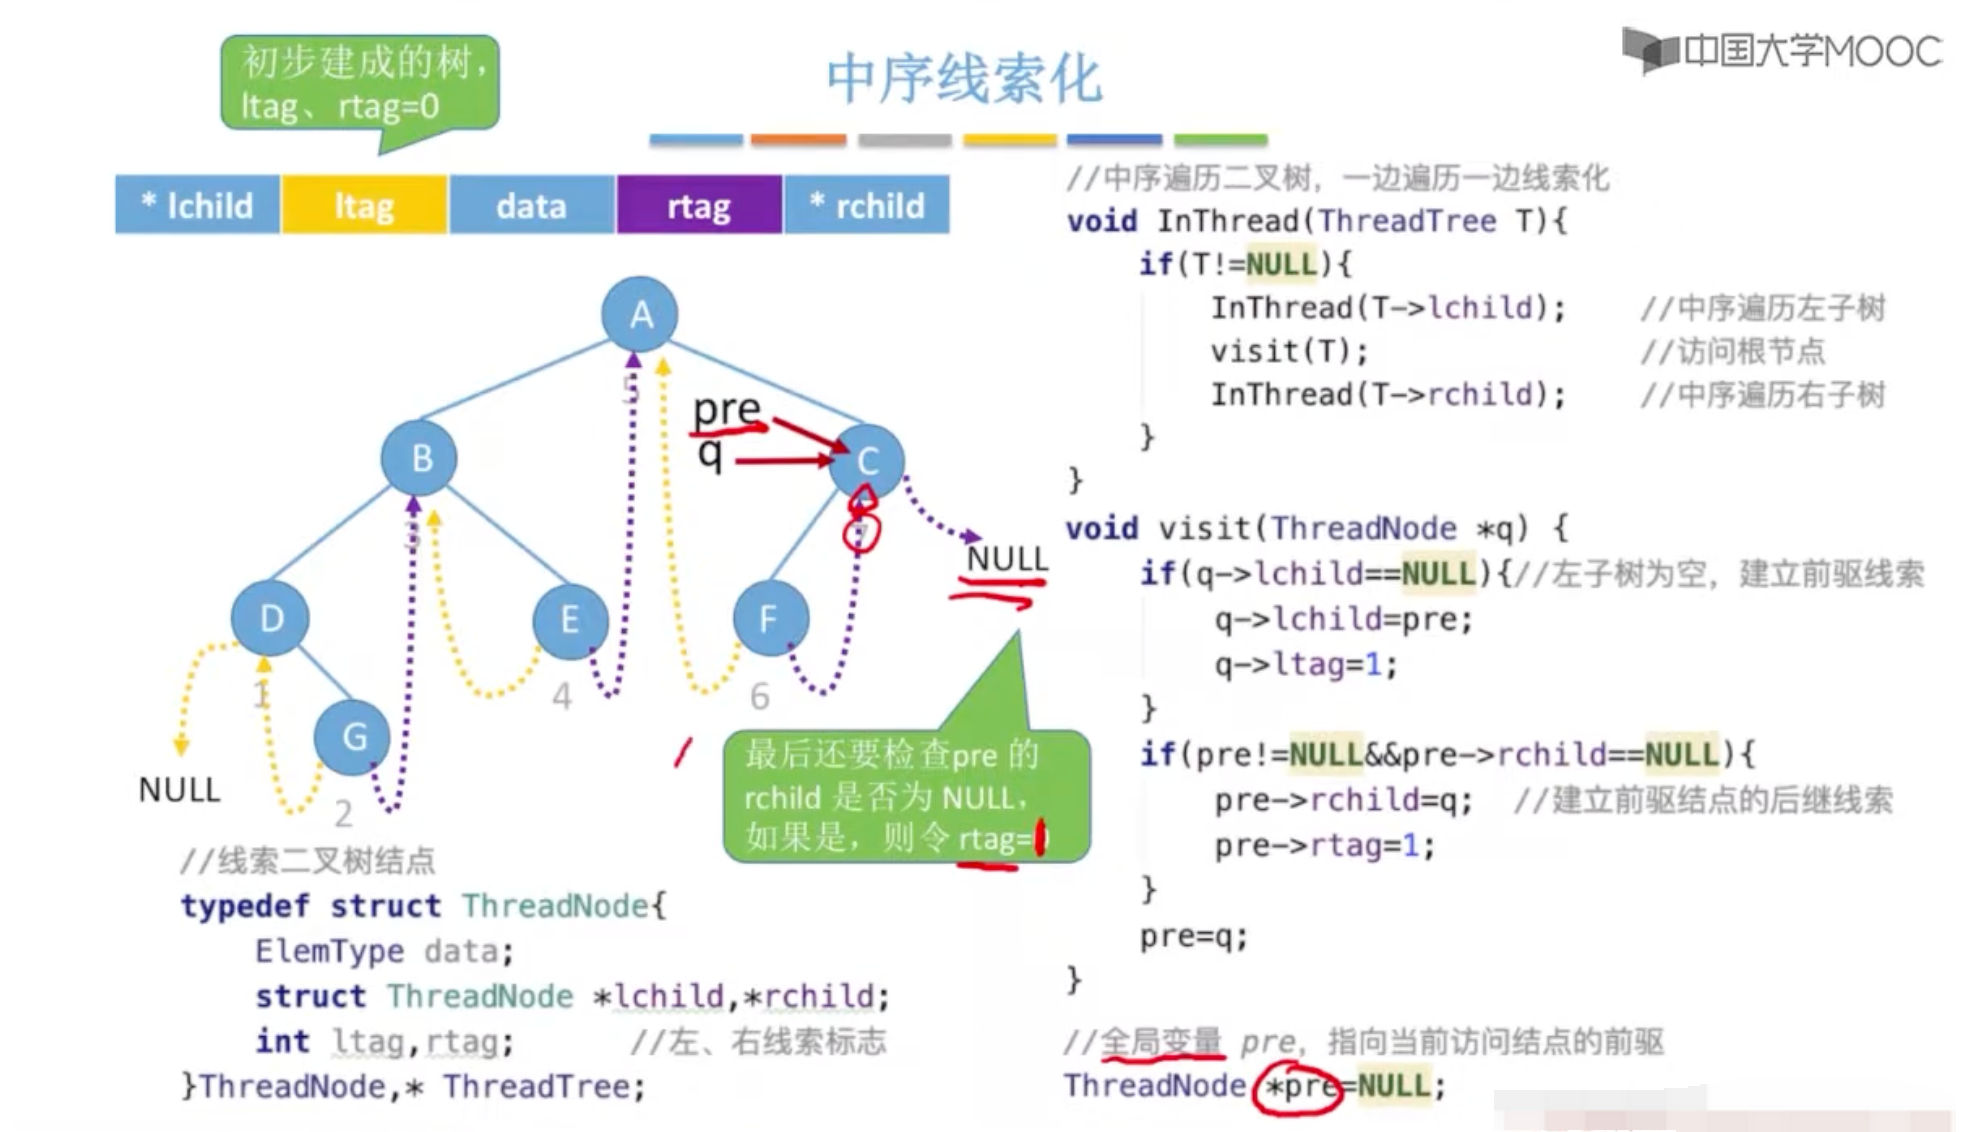 初步建成的树，
ltag、rtag=0
中序线索化
中国大学MOOC
* lchild ltag data rtag * rchild
A
5
pre
q
B
C
3
7
NULL
D
E
F
1
4
6
G
NULL
2
最后还要检查pre 的
rchild 是否为 NULL，
如果是，则令 rtag=
//线索二叉树结点
typedef struct ThreadNode{
ElemType data;
struct ThreadNode *lchild,*rchild;
int ltag,rtag; //左、右线索标志
}ThreadNode,* ThreadTree;
//中序遍历二叉树，一边遍历一边线索化
void InThread(ThreadTree T){
if(T!=NULL){
InThread(T->lchild); //中序遍历左子树
visit(T); //访问根节点
InThread(T->rchild); //中序遍历右子树
}
}
void visit(ThreadNode *q) {
if(q->lchild==NULL){//左子树为空，建立前驱线索
q->lchild=pre;
q->ltag=1;
}
if(pre!=NULL&&pre->rchild==NULL){
pre->rchild=q; //建立前驱结点的后继线索
pre->rtag=1;
}
pre=q;
}
//全局变量 pre，指向当前访问结点的前驱
ThreadNode *pre=NULL;